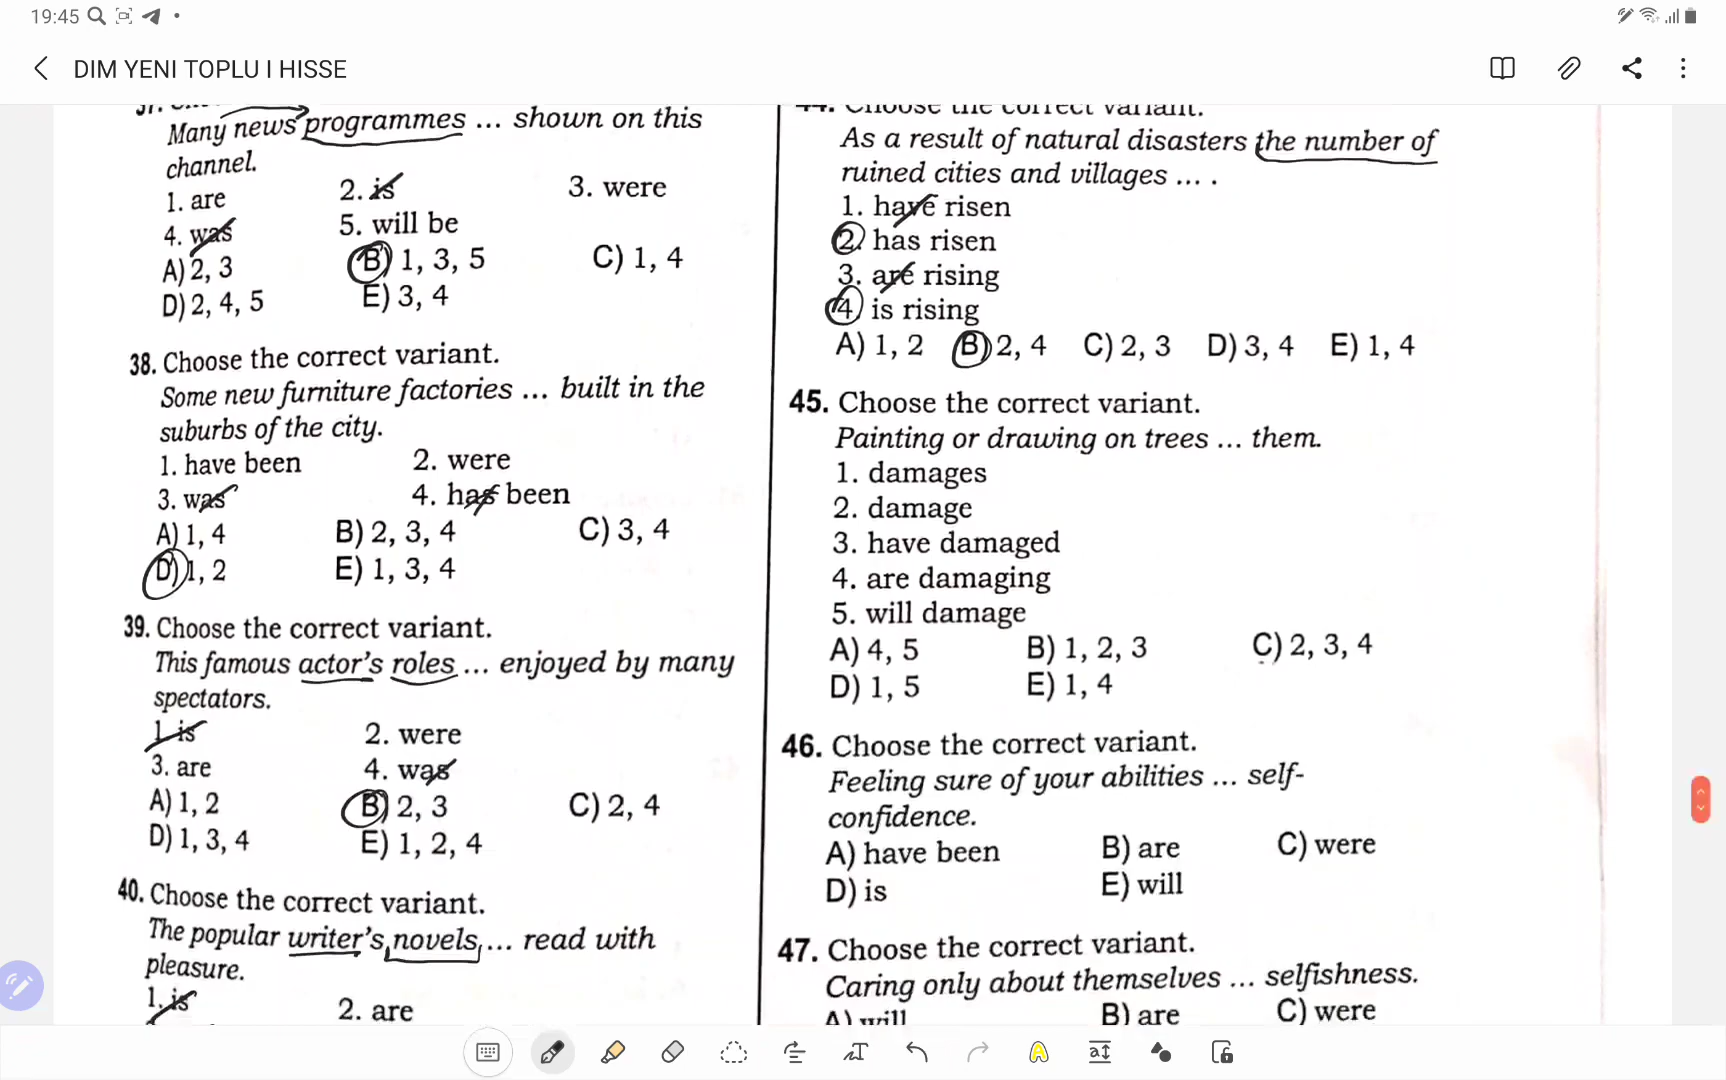 19:45
DIM YENI TOPLU I HISSE
37.
Many news programmes ... shown on this
channel.
1. are 2. is 3. were
4. was 5. will be
A) 2, 3 B) 1, 3, 5 C) 1, 4
D) 2, 4, 5 E) 3, 4
38. Choose the correct variant.
Some new furniture factories ... built in the
suburbs of the city.
1. have been 2. were
3. was 4. has been
A) 1, 4 B) 2, 3, 4 C) 3, 4
D) 1, 2 E) 1, 3, 4
39. Choose the correct variant.
This famous actor's roles ... enjoyed by many
spectators.
1. is 2. were
3. are 4. was
A) 1, 2 B) 2, 3 C) 2, 4
D) 1, 3, 4 E) 1, 2, 4
40. Choose the correct variant.
The popular writer's novels ... read with
pleasure.
1. is 2. are
44. Choose the correct variant.
As a result of natural disasters the number of
ruined cities and villages ... .
1. have risen
2. has risen
3. are rising
4. is rising
A) 1, 2 B) 2, 4 C) 2, 3 D) 3, 4 E) 1, 4
45. Choose the correct variant.
Painting or drawing on trees ... them.
1. damages
2. damage
3. have damaged
4. are damaging
5. will damage
A) 4, 5 B) 1, 2, 3 C) 2, 3, 4
D) 1, 5 E) 1, 4
46. Choose the correct variant.
Feeling sure of your abilities ... self-
confidence.
A) have been B) are C) were
D) is E) will
47. Choose the correct variant.
Caring only about themselves ... selfishness.
A) will B) are C) were